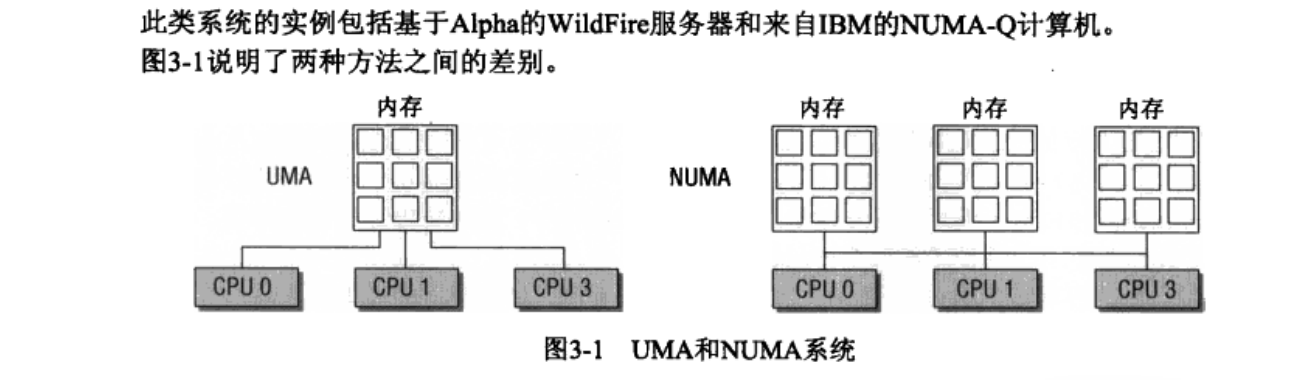 此类系统的实例包括基于Alpha的WildFire服务器和来自IBM的NUMA-Q计算机。
图3-1说明了两种方法之间的差别。
内存
内存 内存 内存
UMA
NUMA
CPU 0 CPU 1 CPU 3
CPU 0 CPU 1 CPU 3
图3-1 UMA和NUMA系统